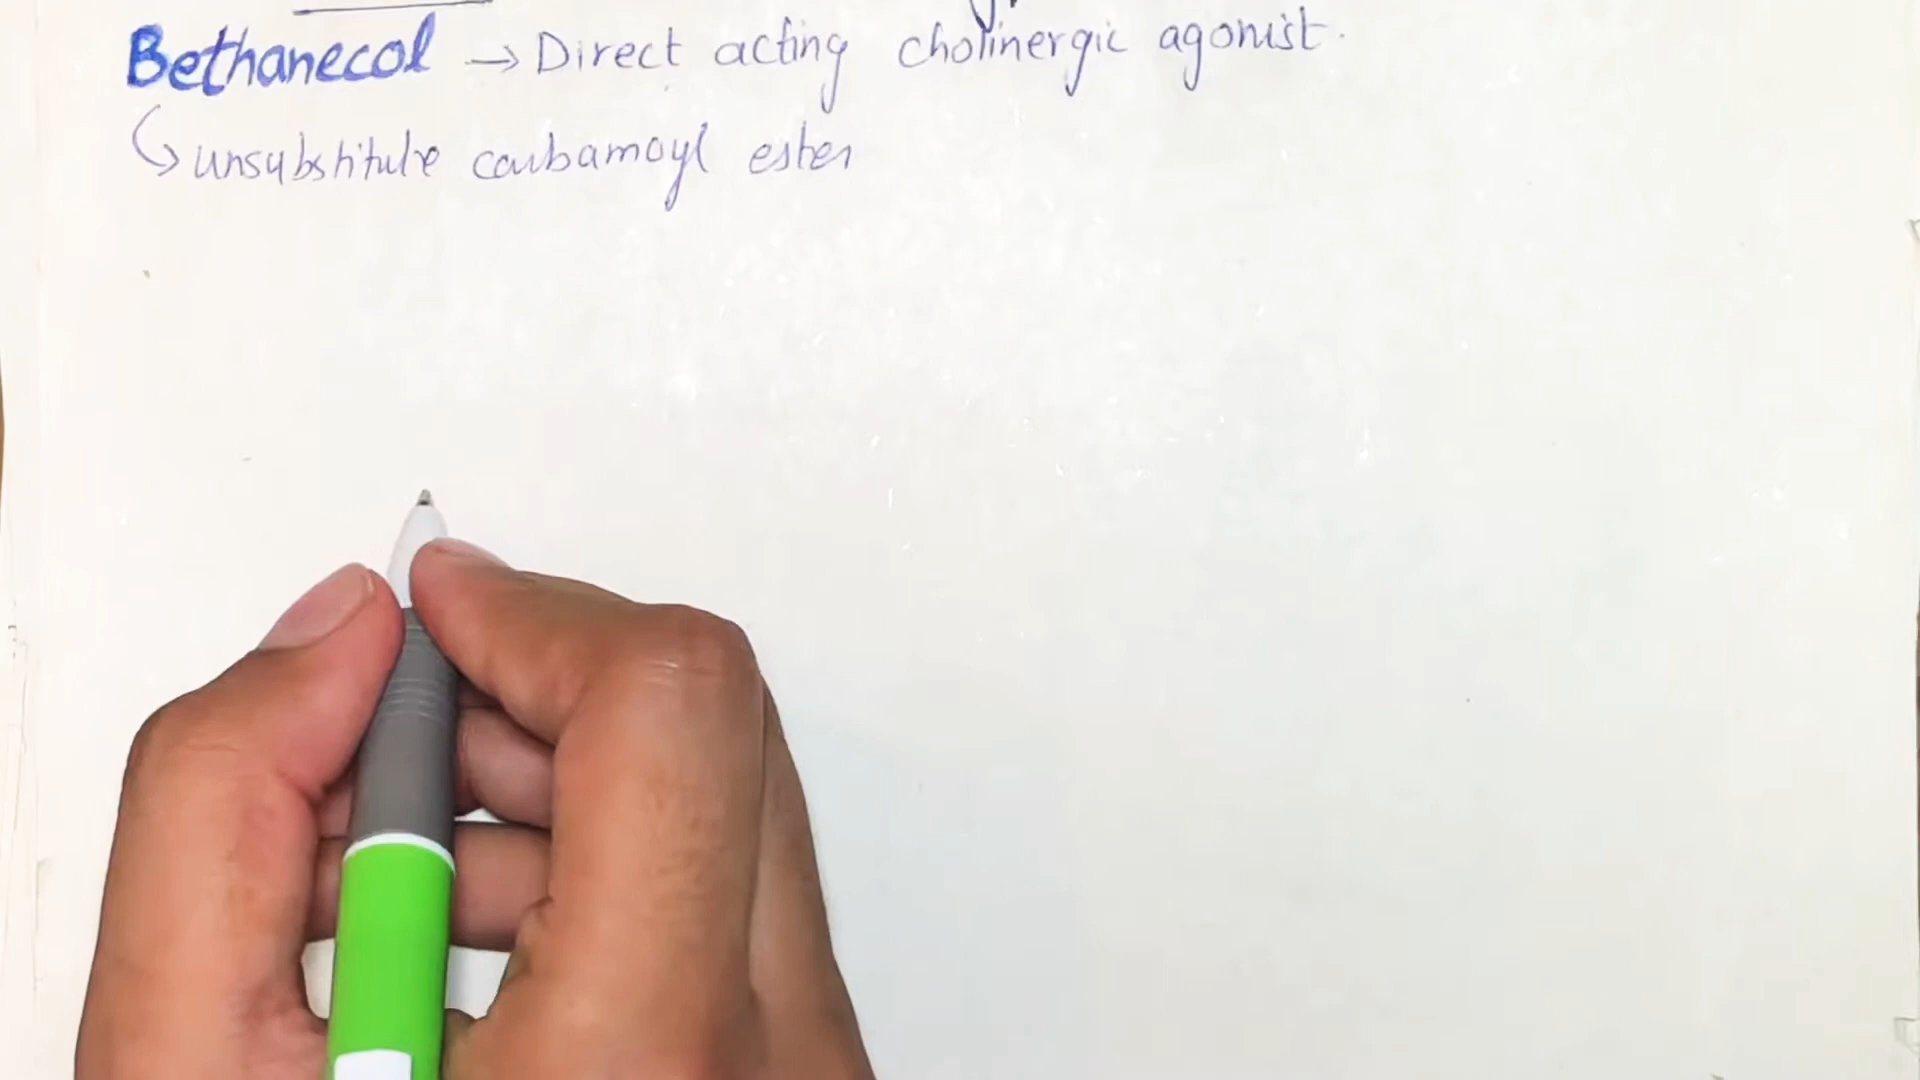 Bethanecol → Direct acting cholinergic agonist.
↳ unsubstitute carbamoyl ester